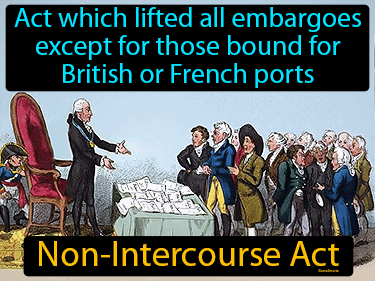 Act which lifted all embargoes
except for those bound for
British or French ports
Non-Intercourse Act